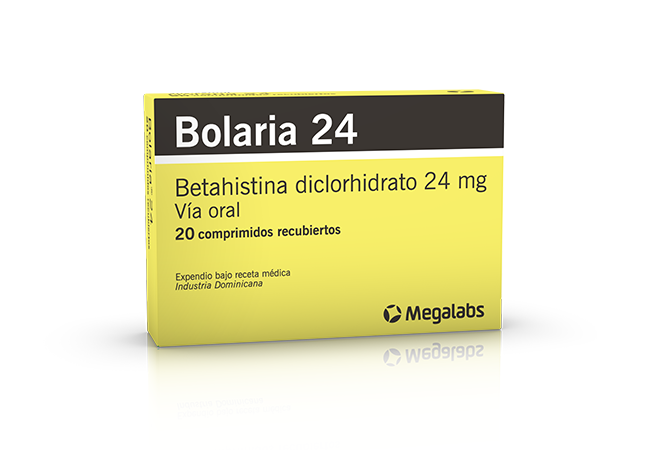 Bolaria 24
Betahistina diclorhidrato 24 mg
Vía oral
20 comprimidos recubiertos
Expendio bajo receta médica
Industria Dominicana
Megalabs